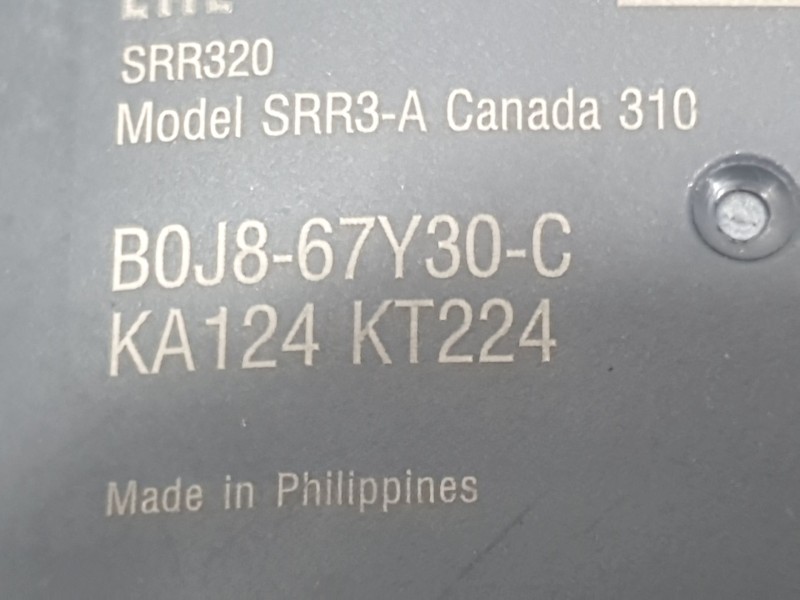 SRR320
Model SRR3-A Canada 310
B0J8-67Y30-C
KA124 KT224
Made in Philippines